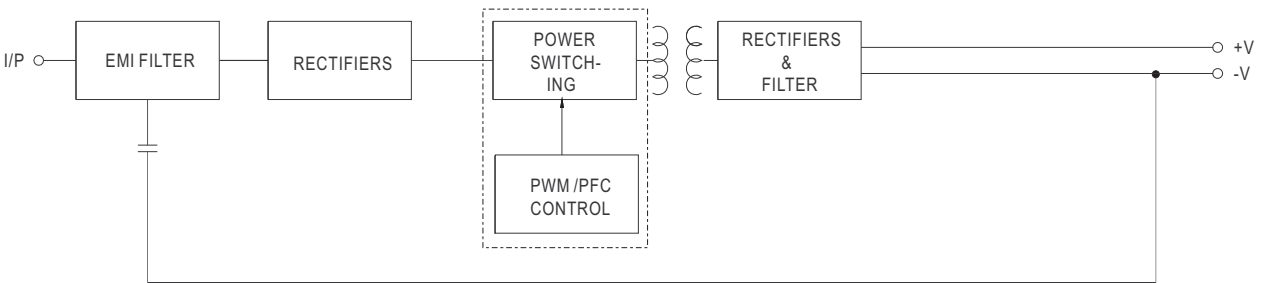 I/P
EMI FILTER
RECTIFIERS
POWER
SWITCH-
ING
PWM/PFC
CONTROL
RECTIFIERS
&
FILTER
+V
-V